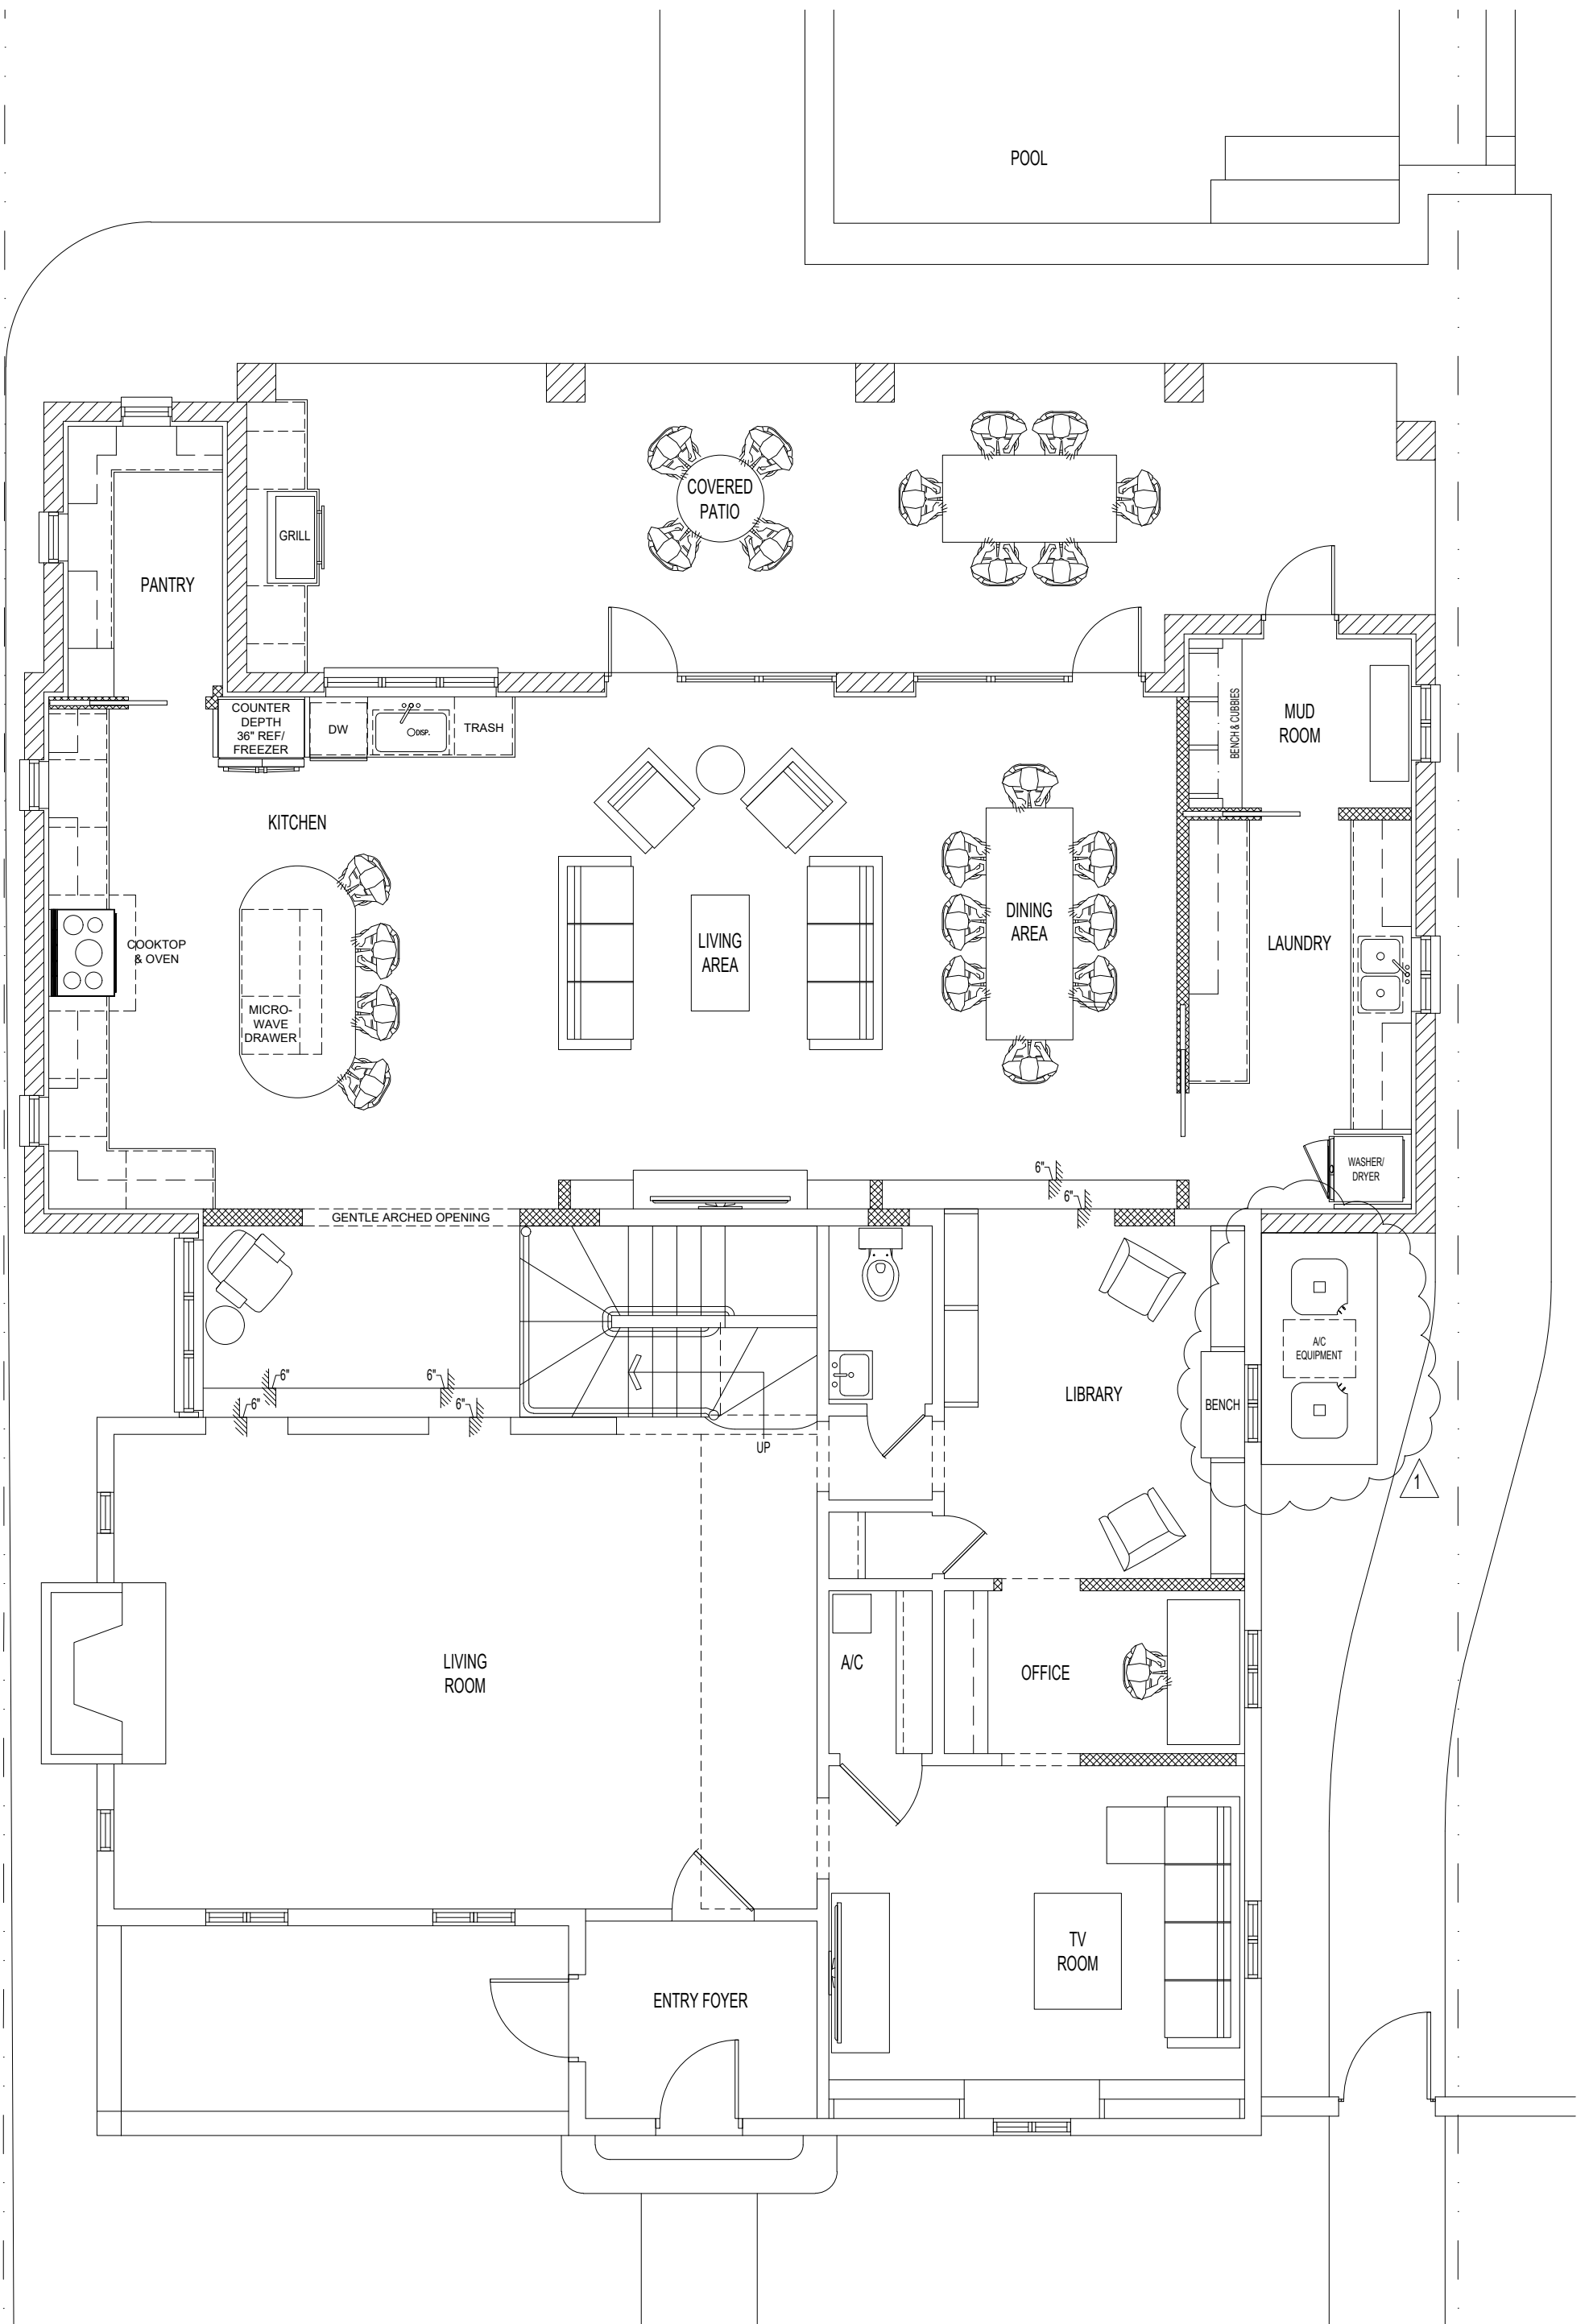 POOL
COVERED
PATIO
GRILL
PANTRY
COUNTER
DEPTH
36" REF/
FREEZER
DW
DISP.
TRASH
BENCH & CUBBIES
MUD
ROOM
KITCHEN
COOKTOP
& OVEN
MICRO-
WAVE
DRAWER
LIVING
AREA
DINING
AREA
LAUNDRY
WASHER/
DRYER
6"
6"
GENTLE ARCHED OPENING
A/C
EQUIPMENT
6"
6"
6"
6"
LIBRARY
BENCH
UP
1
LIVING
ROOM
A/C
OFFICE
TV
ROOM
ENTRY FOYER